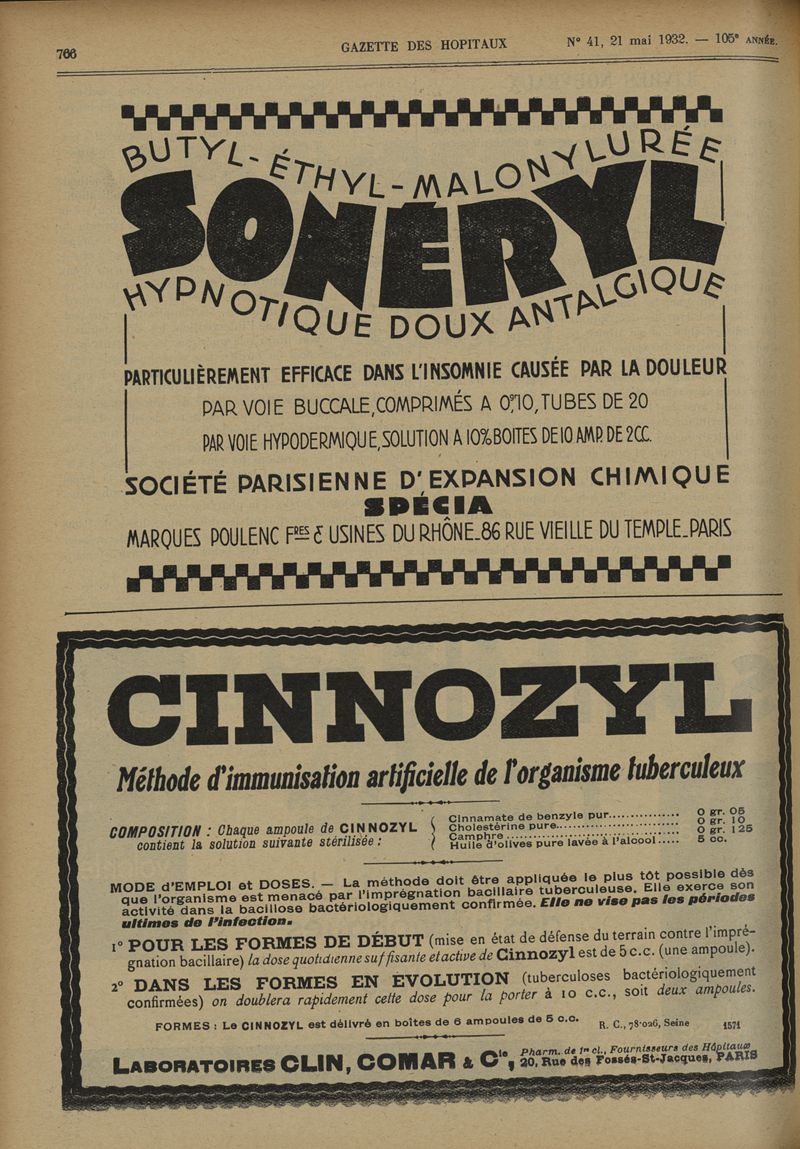 766
GAZETTE DES HOPITAUX
N° 41, 21 mai 1932. — 105e ANNÉE.
BUTYL-ÉTHYL-MALONYLURÉE
SONÉRYL
HYPNOTIQUE DOUX ANTALGIQUE
PARTICULIÈREMENT EFFICACE DANS L'INSOMNIE CAUSÉE PAR LA DOULEUR
PAR VOIE BUCCALE, COMPRIMÉS A 0gr10, TUBES DE 20
PAR VOIE HYPODERMIQUE, SOLUTION A 10% BOITES DE 10 AMP. DE 2CC.
SOCIÉTÉ PARISIENNE D'EXPANSION CHIMIQUE
SPÉCIA
MARQUES POULENC FRES & USINES DU RHÔNE_86 RUE VIEILLE DU TEMPLE_PARIS
CINNOZYL
Méthode d'immunisation artificielle de l'organisme tuberculeux
COMPOSITION : Chaque ampoule de CINNOZYL
contient la solution suivante stérilisée :
Cinnamate de benzyle pur................ 0 gr. 05
Cholestérine pure........................... 0 gr. 10
Camphre....................................... 0 gr. 125
Huile d'olives pure lavée à l'alcool..... 5 cc.
MODE d'EMPLOI et DOSES. — La méthode doit être appliquée le plus tôt possible dès
que l'organisme est menacé par l'imprégnation bacillaire tuberculeuse. Elle exerce son
activité dans la bacillose bactériologiquement confirmée. Elle ne vise pas les périodes
ultimes de l'infection.
1° POUR LES FORMES DE DÉBUT (mise en état de défense du terrain contre l'impré-
gnation bacillaire) la dose quotidienne suffisante et active de Cinnozyl est de 5 c.c. (une ampoule).
2° DANS LES FORMES EN ÉVOLUTION (tuberculoses bactériologiquement
confirmées) on doublera rapidement cette dose pour la porter à 10 c.c., soit deux ampoules.
FORMES : Le CINNOZYL est délivré en boîtes de 6 ampoules de 5 c.c. R. C., 78.026, Seine 1571
LABORATOIRES CLIN, COMAR & Cie, Pharm. de 1re cl., Fournisseurs des Hôpitaux
20, Rue des Fossés-St-Jacques, PARIS